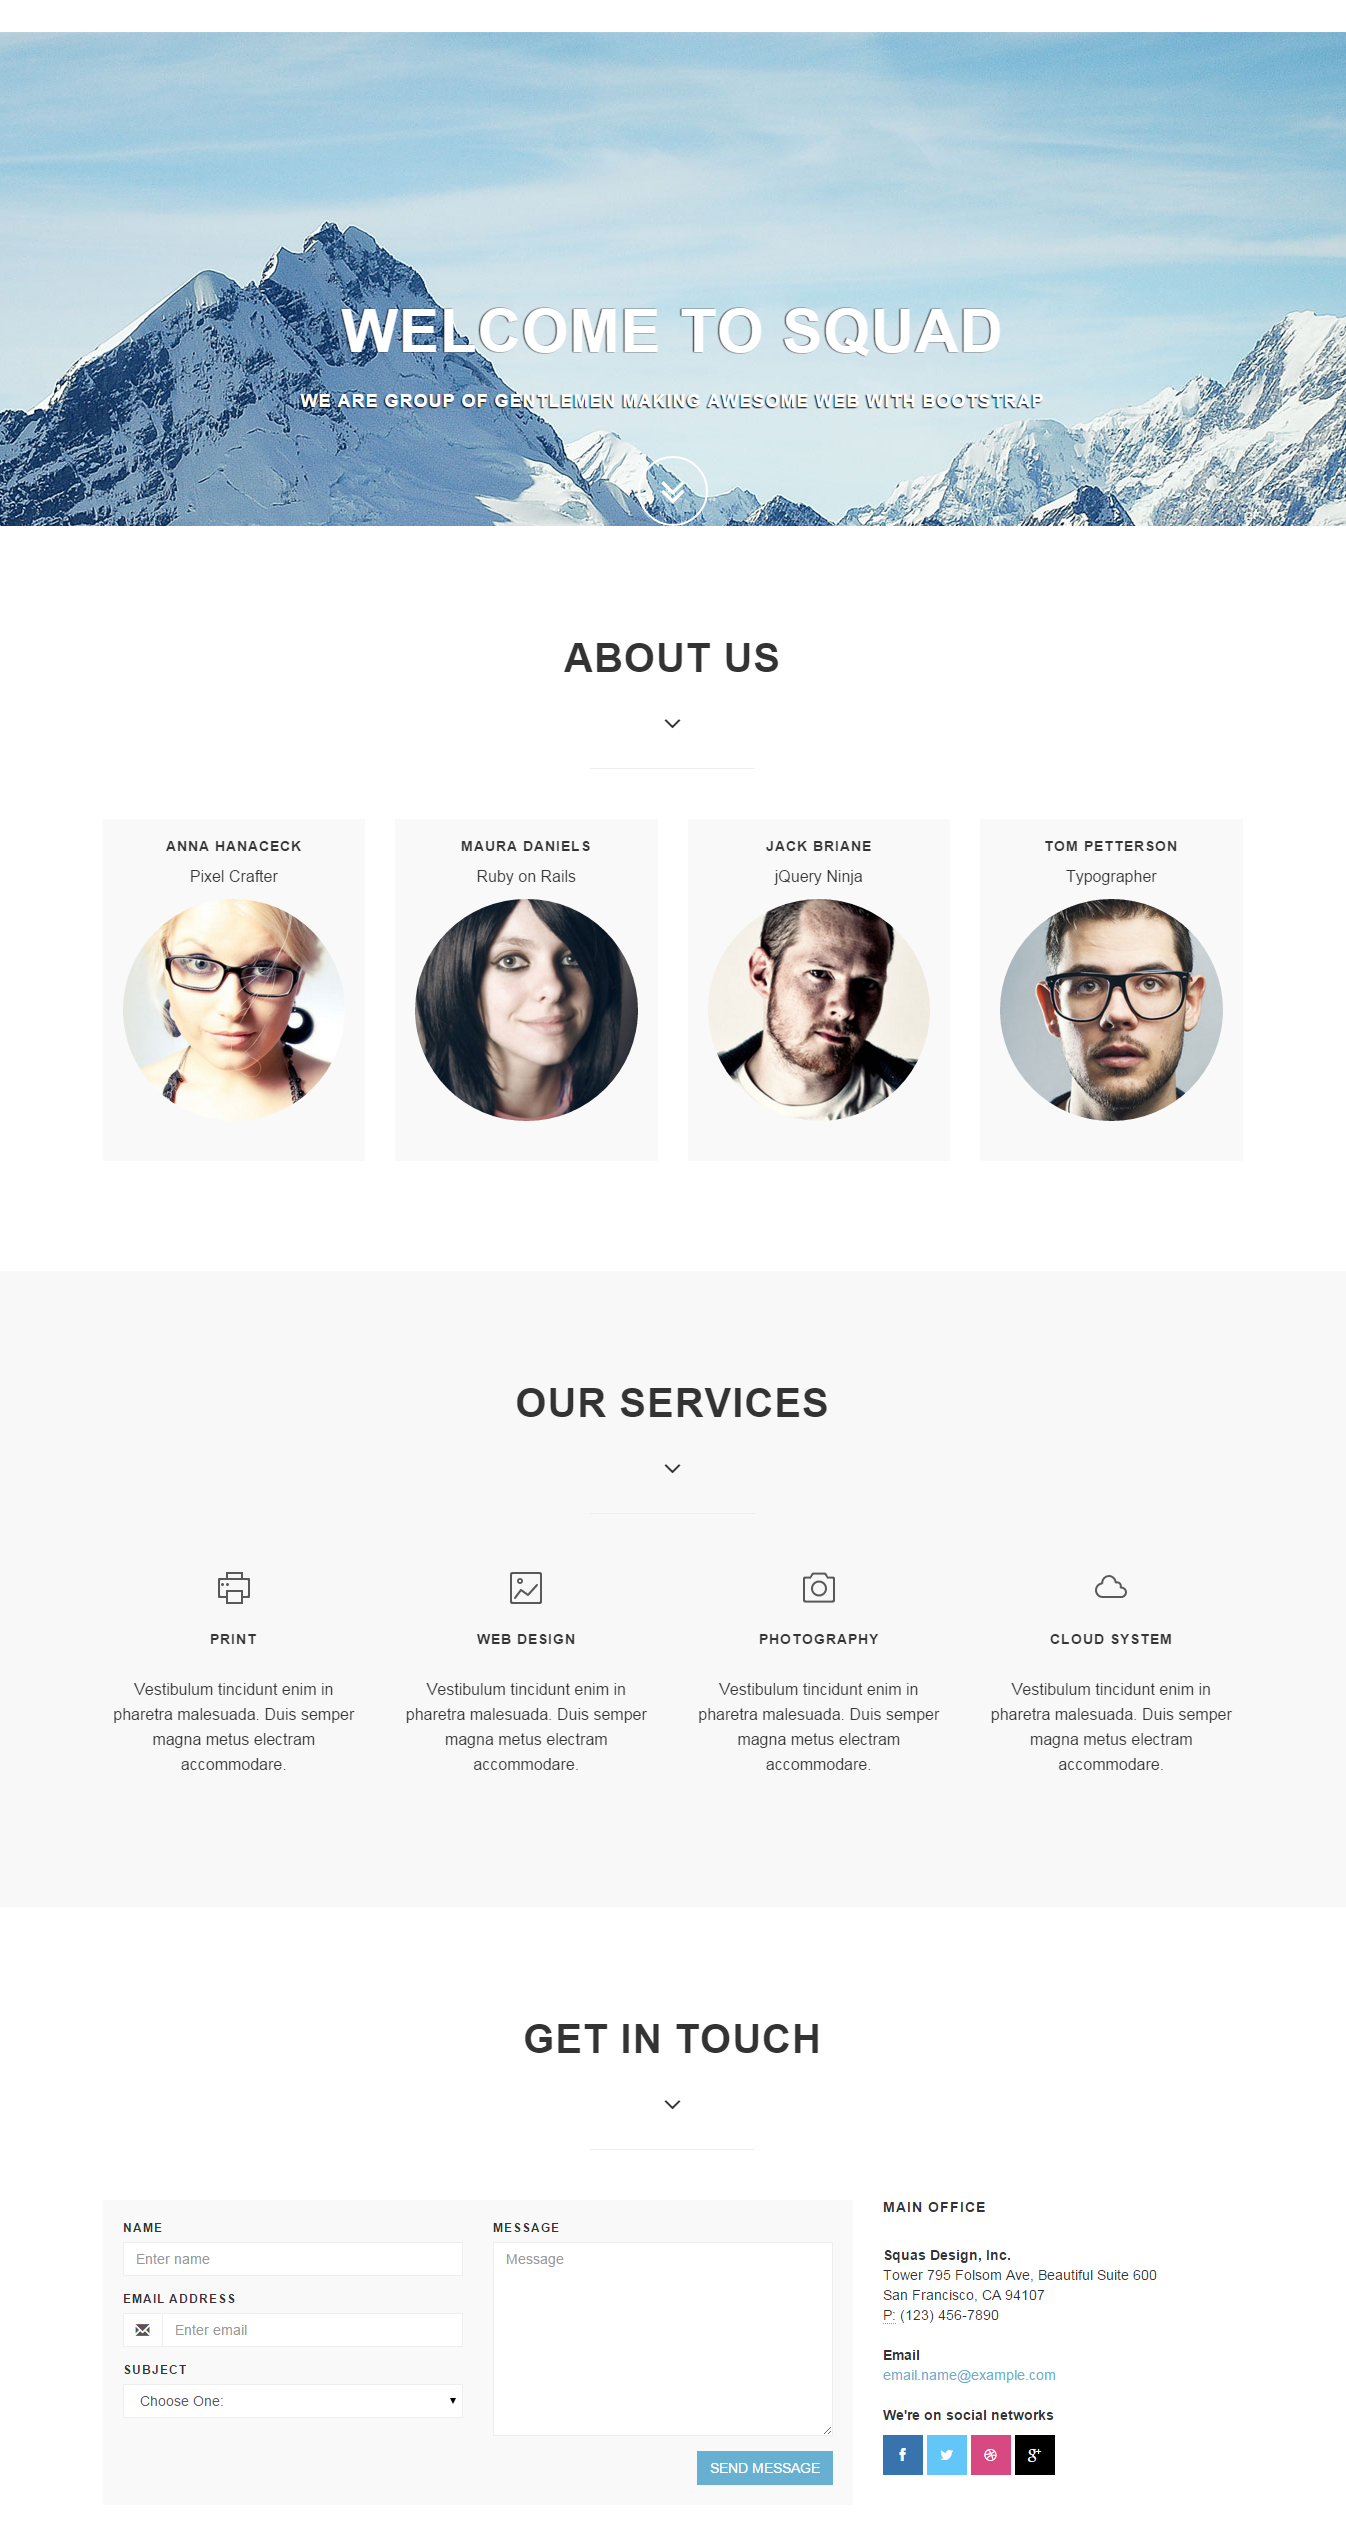 WELCOME TO SQUAD
WE ARE GROUP OF GENTLEMEN MAKING AWESOME WEB WITH BOOTSTRAP
ABOUT US
ANNA HANACECK
Pixel Crafter
MAURA DANIELS
Ruby on Rails
JACK BRIANE
jQuery Ninja
TOM PETTERSON
Typographer
OUR SERVICES
PRINT
Vestibulum tincidunt enim in
pharetra malesuada. Duis semper
magna metus electram
accommodare.
WEB DESIGN
Vestibulum tincidunt enim in
pharetra malesuada. Duis semper
magna metus electram
accommodare.
PHOTOGRAPHY
Vestibulum tincidunt enim in
pharetra malesuada. Duis semper
magna metus electram
accommodare.
CLOUD SYSTEM
Vestibulum tincidunt enim in
pharetra malesuada. Duis semper
magna metus electram
accommodare.
GET IN TOUCH
NAME
Enter name
EMAIL ADDRESS
Enter email
SUBJECT
Choose One:
MESSAGE
Message
SEND MESSAGE
MAIN OFFICE
Squas Design, Inc.
Tower 795 Folsom Ave, Beautiful Suite 600
San Francisco, CA 94107
P: (123) 456-7890
Email
email.name@example.com
We're on social networks